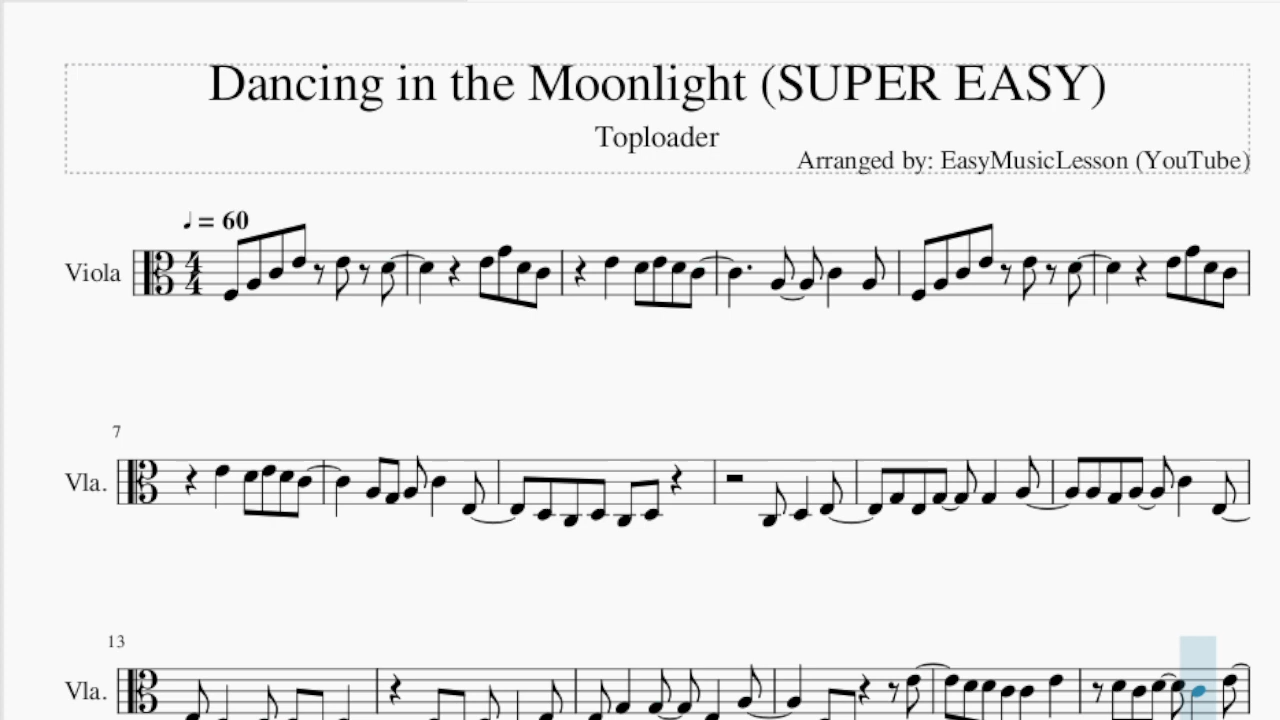 Dancing in the Moonlight (SUPER EASY)
Toploader
Arranged by: EasyMusicLesson (YouTube)
♩ = 60
Viola
4
4
7
Vla.
13
Vla.